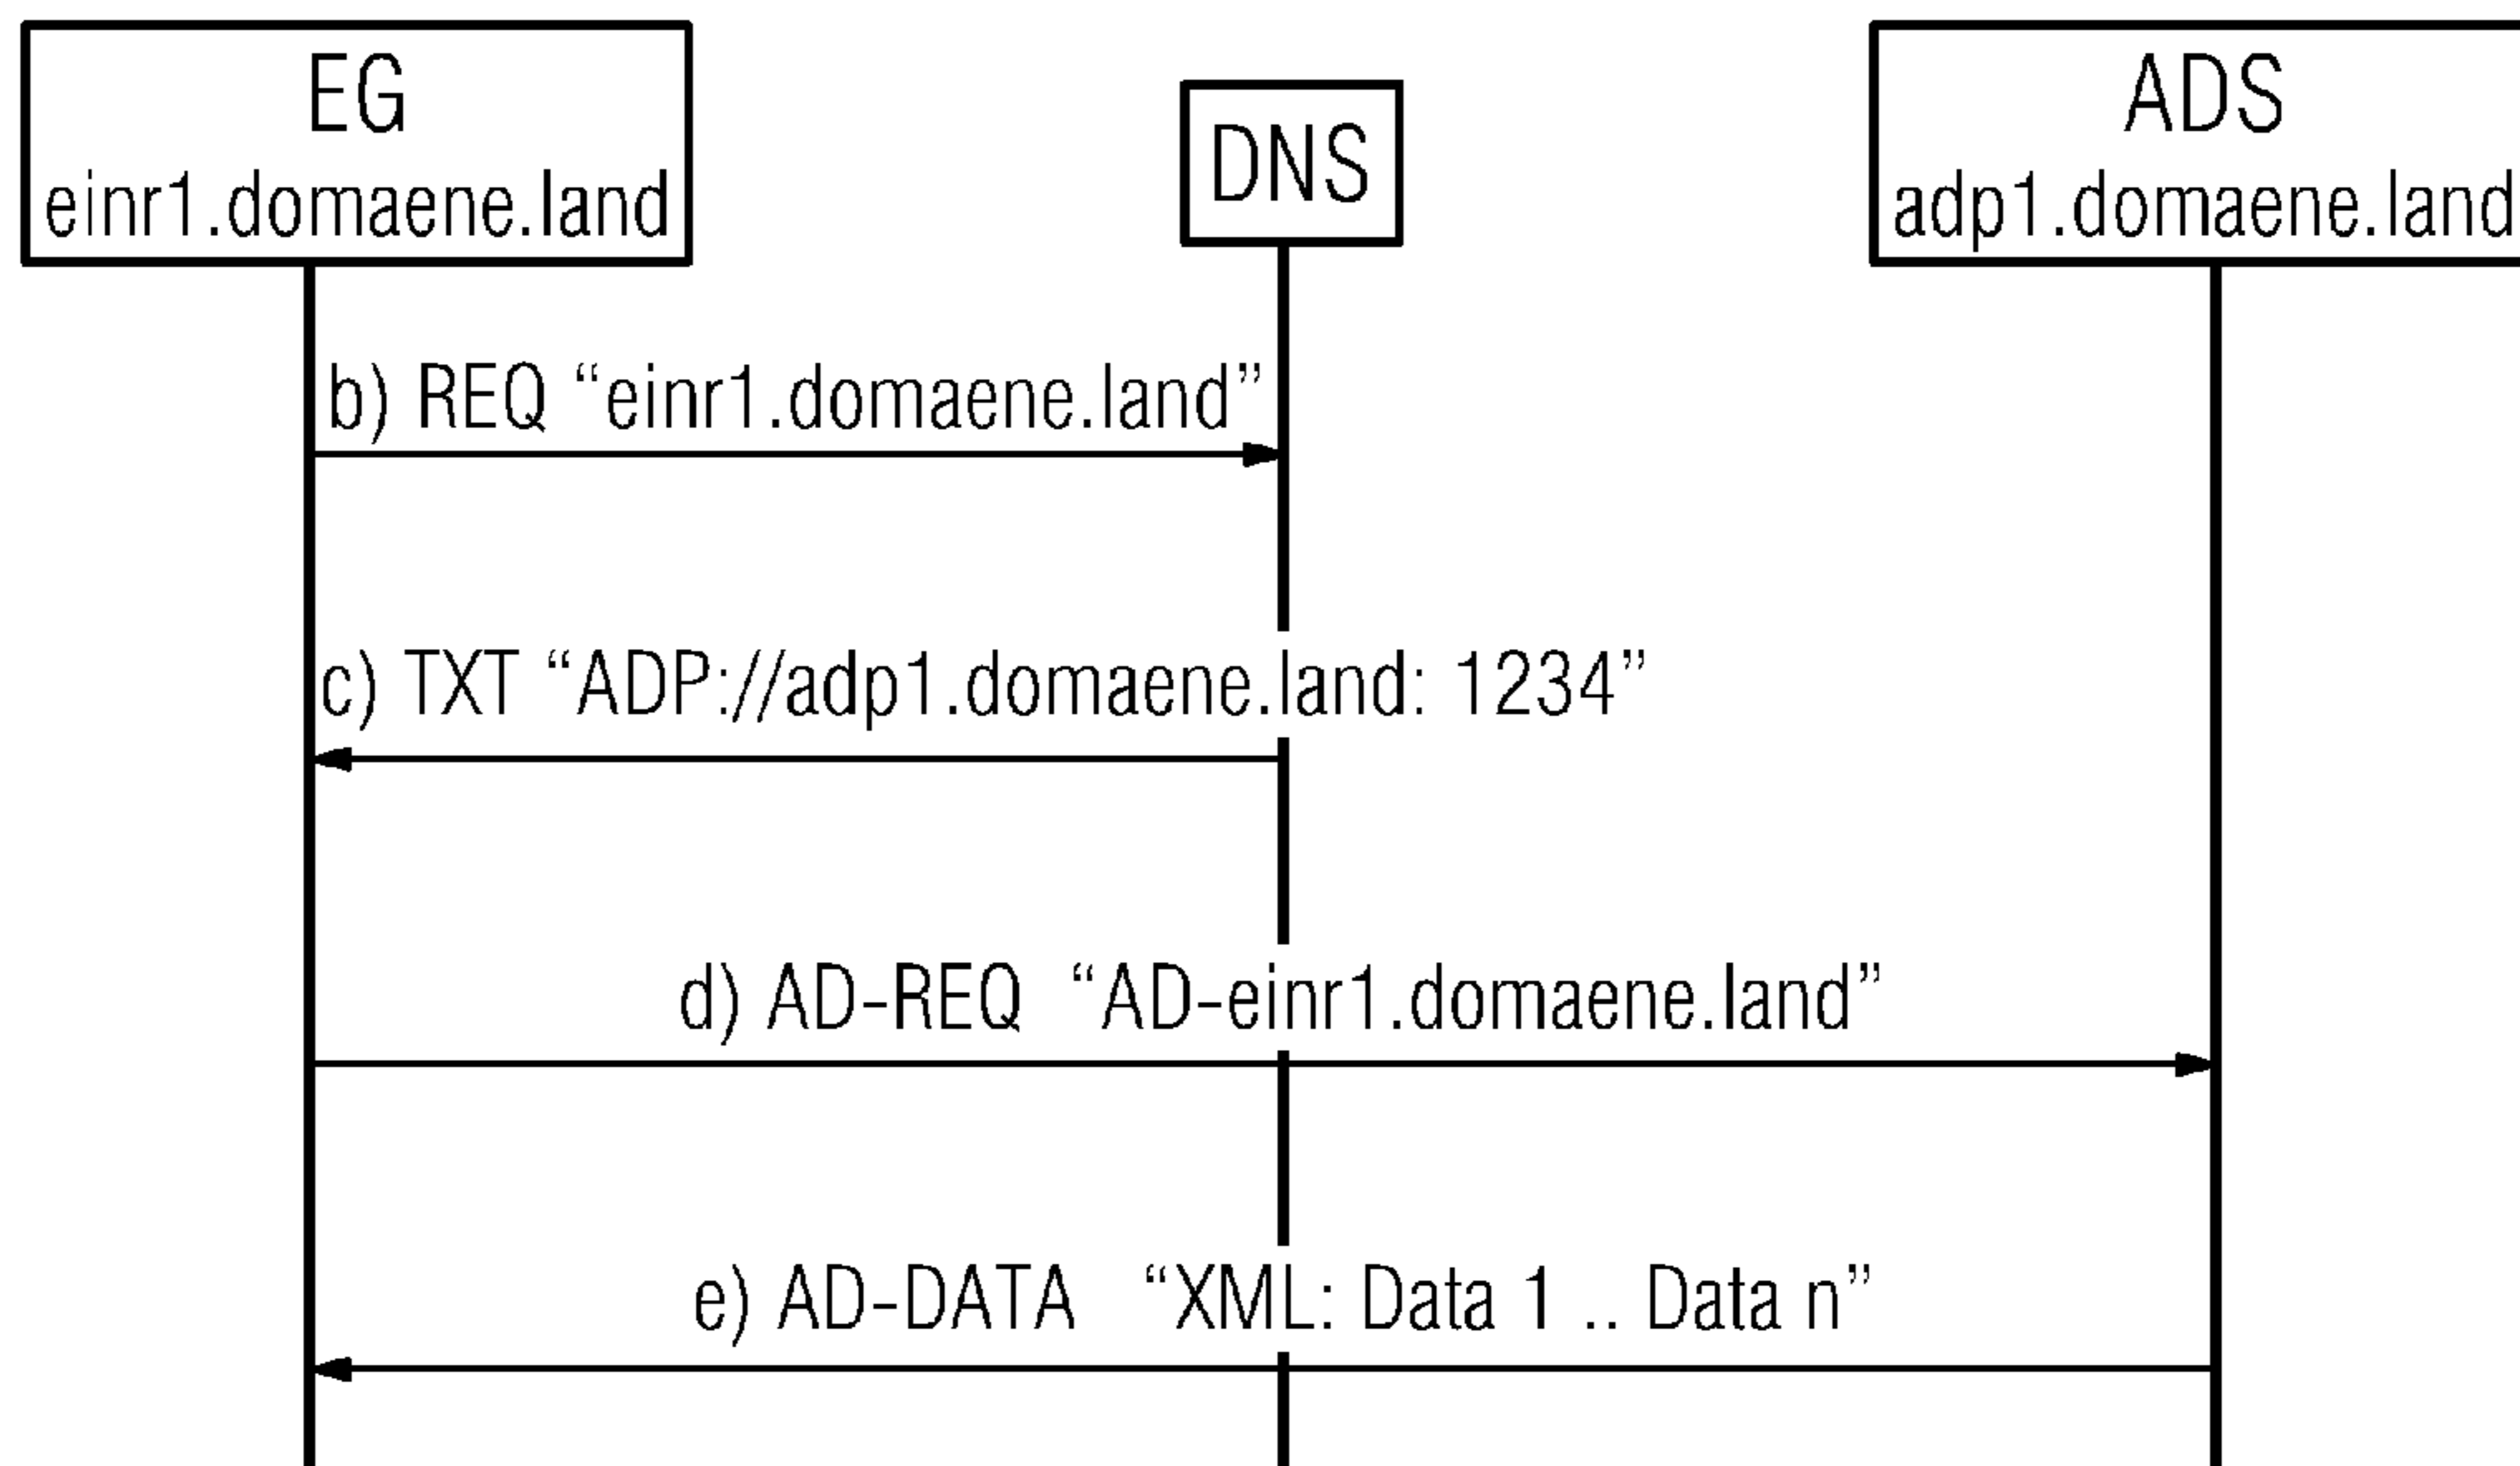 EG
einr1.domaene.land
DNS
ADS
adp1.domaene.land
b) REQ “einr1.domaene.land”
c) TXT “ADP://adp1.domaene.land: 1234”
d) AD-REQ “AD-einr1.domaene.land”
e) AD-DATA “XML: Data 1 .. Data n”